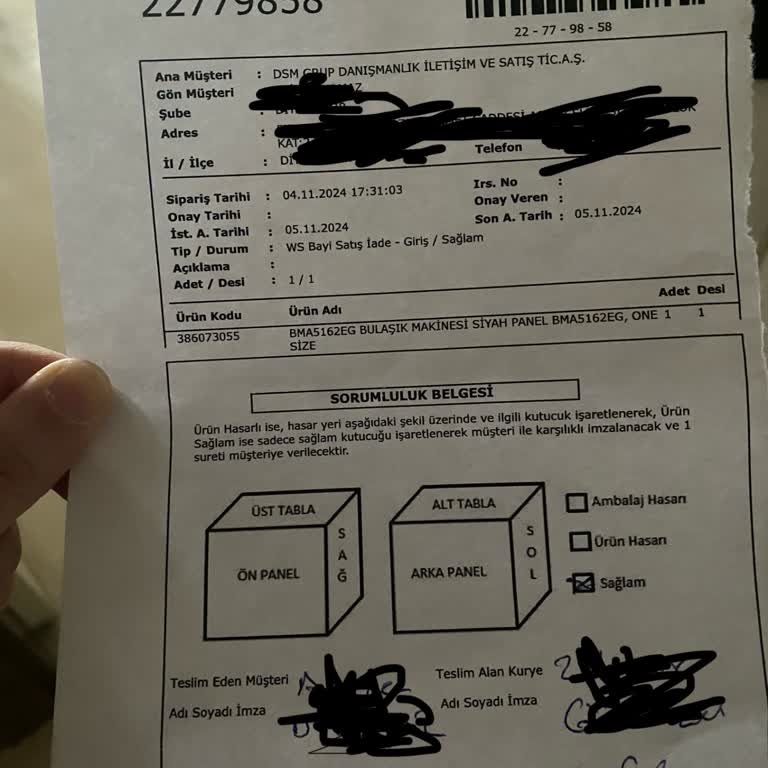 22779858
22 - 77 - 98 - 58
Ana Müşteri : DSM GRUP DANIŞMANLIK İLETİŞİM VE SATIŞ TİC.A.Ş.
Gön Müşteri
Şube :
Adres :
KAT:
Telefon
İl / İlçe : Dİ
Sipariş Tarihi : 04.11.2024 17:31:03
Irs. No :
Onay Tarihi :
Onay Veren :
İst. A. Tarihi : 05.11.2024
Son A. Tarih : 05.11.2024
Tip / Durum : WS Bayi Satış İade - Giriş / Sağlam
Açıklama :
Adet / Desi : 1 / 1
Ürün Kodu Ürün Adı Adet Desi
386073055 BMA5162EG BULAŞIK MAKİNESİ SİYAH PANEL BMA5162EG, ONE 1 1
SİZE
SORUMLULUK BELGESİ
Ürün Hasarlı ise, hasar yeri aşağıdaki şekil üzerinde ve ilgili kutucuk işaretlenerek, Ürün
Sağlam ise sadece sağlam kutucuğu işaretlenerek müşteri ile karşılıklı imzalanacak ve 1
sureti müşteriye verilecektir.
ÜST TABLA
ÖN PANEL
SAĞ
ALT TABLA
ARKA PANEL
SOL
Ambalaj Hasarı
Ürün Hasarı
Sağlam
Teslim Eden Müşteri
Adı Soyadı İmza
Teslim Alan Kurye
Adı Soyadı İmza